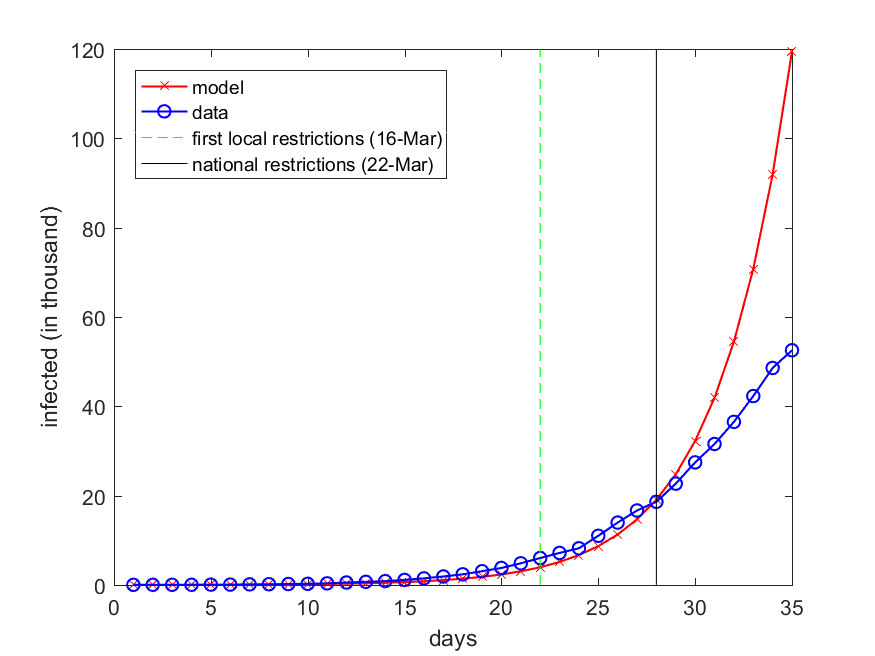 120
100
80
60
40
20
0
infected (in thousand)
model
data
first local restrictions (16-Mar)
national restrictions (22-Mar)
0 5 10 15 20 25 30 35
days